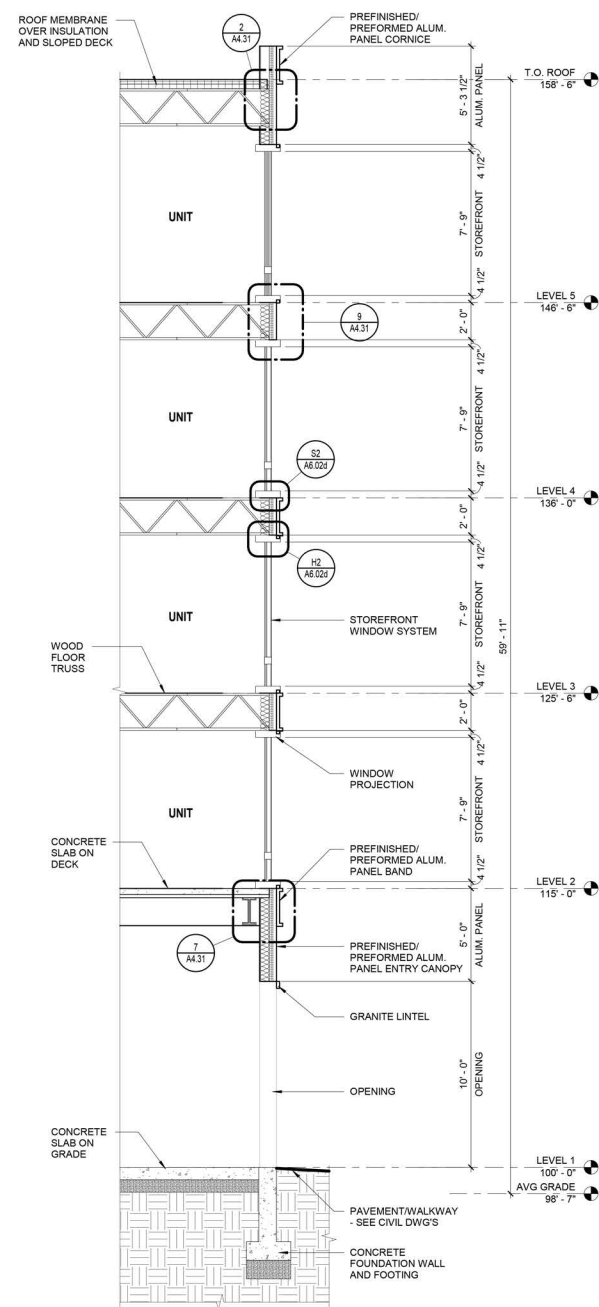 ROOF MEMBRANE
OVER INSULATION
AND SLOPED DECK
2
A4.31
PREFINISHED/
PREFORMED ALUM.
PANEL CORNICE
T.O. ROOF
158' - 6"
5' - 3 1/2"
ALUM. PANEL
4 1/2"
UNIT
7' - 9"
STOREFRONT
4 1/2"
LEVEL 5
146' - 6"
9
A4.31
2' - 0"
4 1/2"
UNIT
7' - 9"
STOREFRONT
4 1/2"
S2
A6.02d
LEVEL 4
136' - 0"
2' - 0"
H2
A6.02d
4 1/2"
UNIT
STOREFRONT
WINDOW SYSTEM
7' - 9"
STOREFRONT
59' - 11"
4 1/2"
WOOD
FLOOR
TRUSS
LEVEL 3
125' - 6"
2' - 0"
4 1/2"
WINDOW
PROJECTION
UNIT
7' - 9"
STOREFRONT
4 1/2"
CONCRETE
SLAB ON
DECK
PREFINISHED/
PREFORMED ALUM.
PANEL BAND
LEVEL 2
115' - 0"
7
A4.31
5' - 0"
ALUM. PANEL
PREFINISHED/
PREFORMED ALUM.
PANEL ENTRY CANOPY
GRANITE LINTEL
OPENING
10' - 0"
OPENING
CONCRETE
SLAB ON
GRADE
LEVEL 1
100' - 0"
AVG GRADE
98' - 7"
PAVEMENT/WALKWAY
- SEE CIVIL DWG'S
CONCRETE
FOUNDATION WALL
AND FOOTING